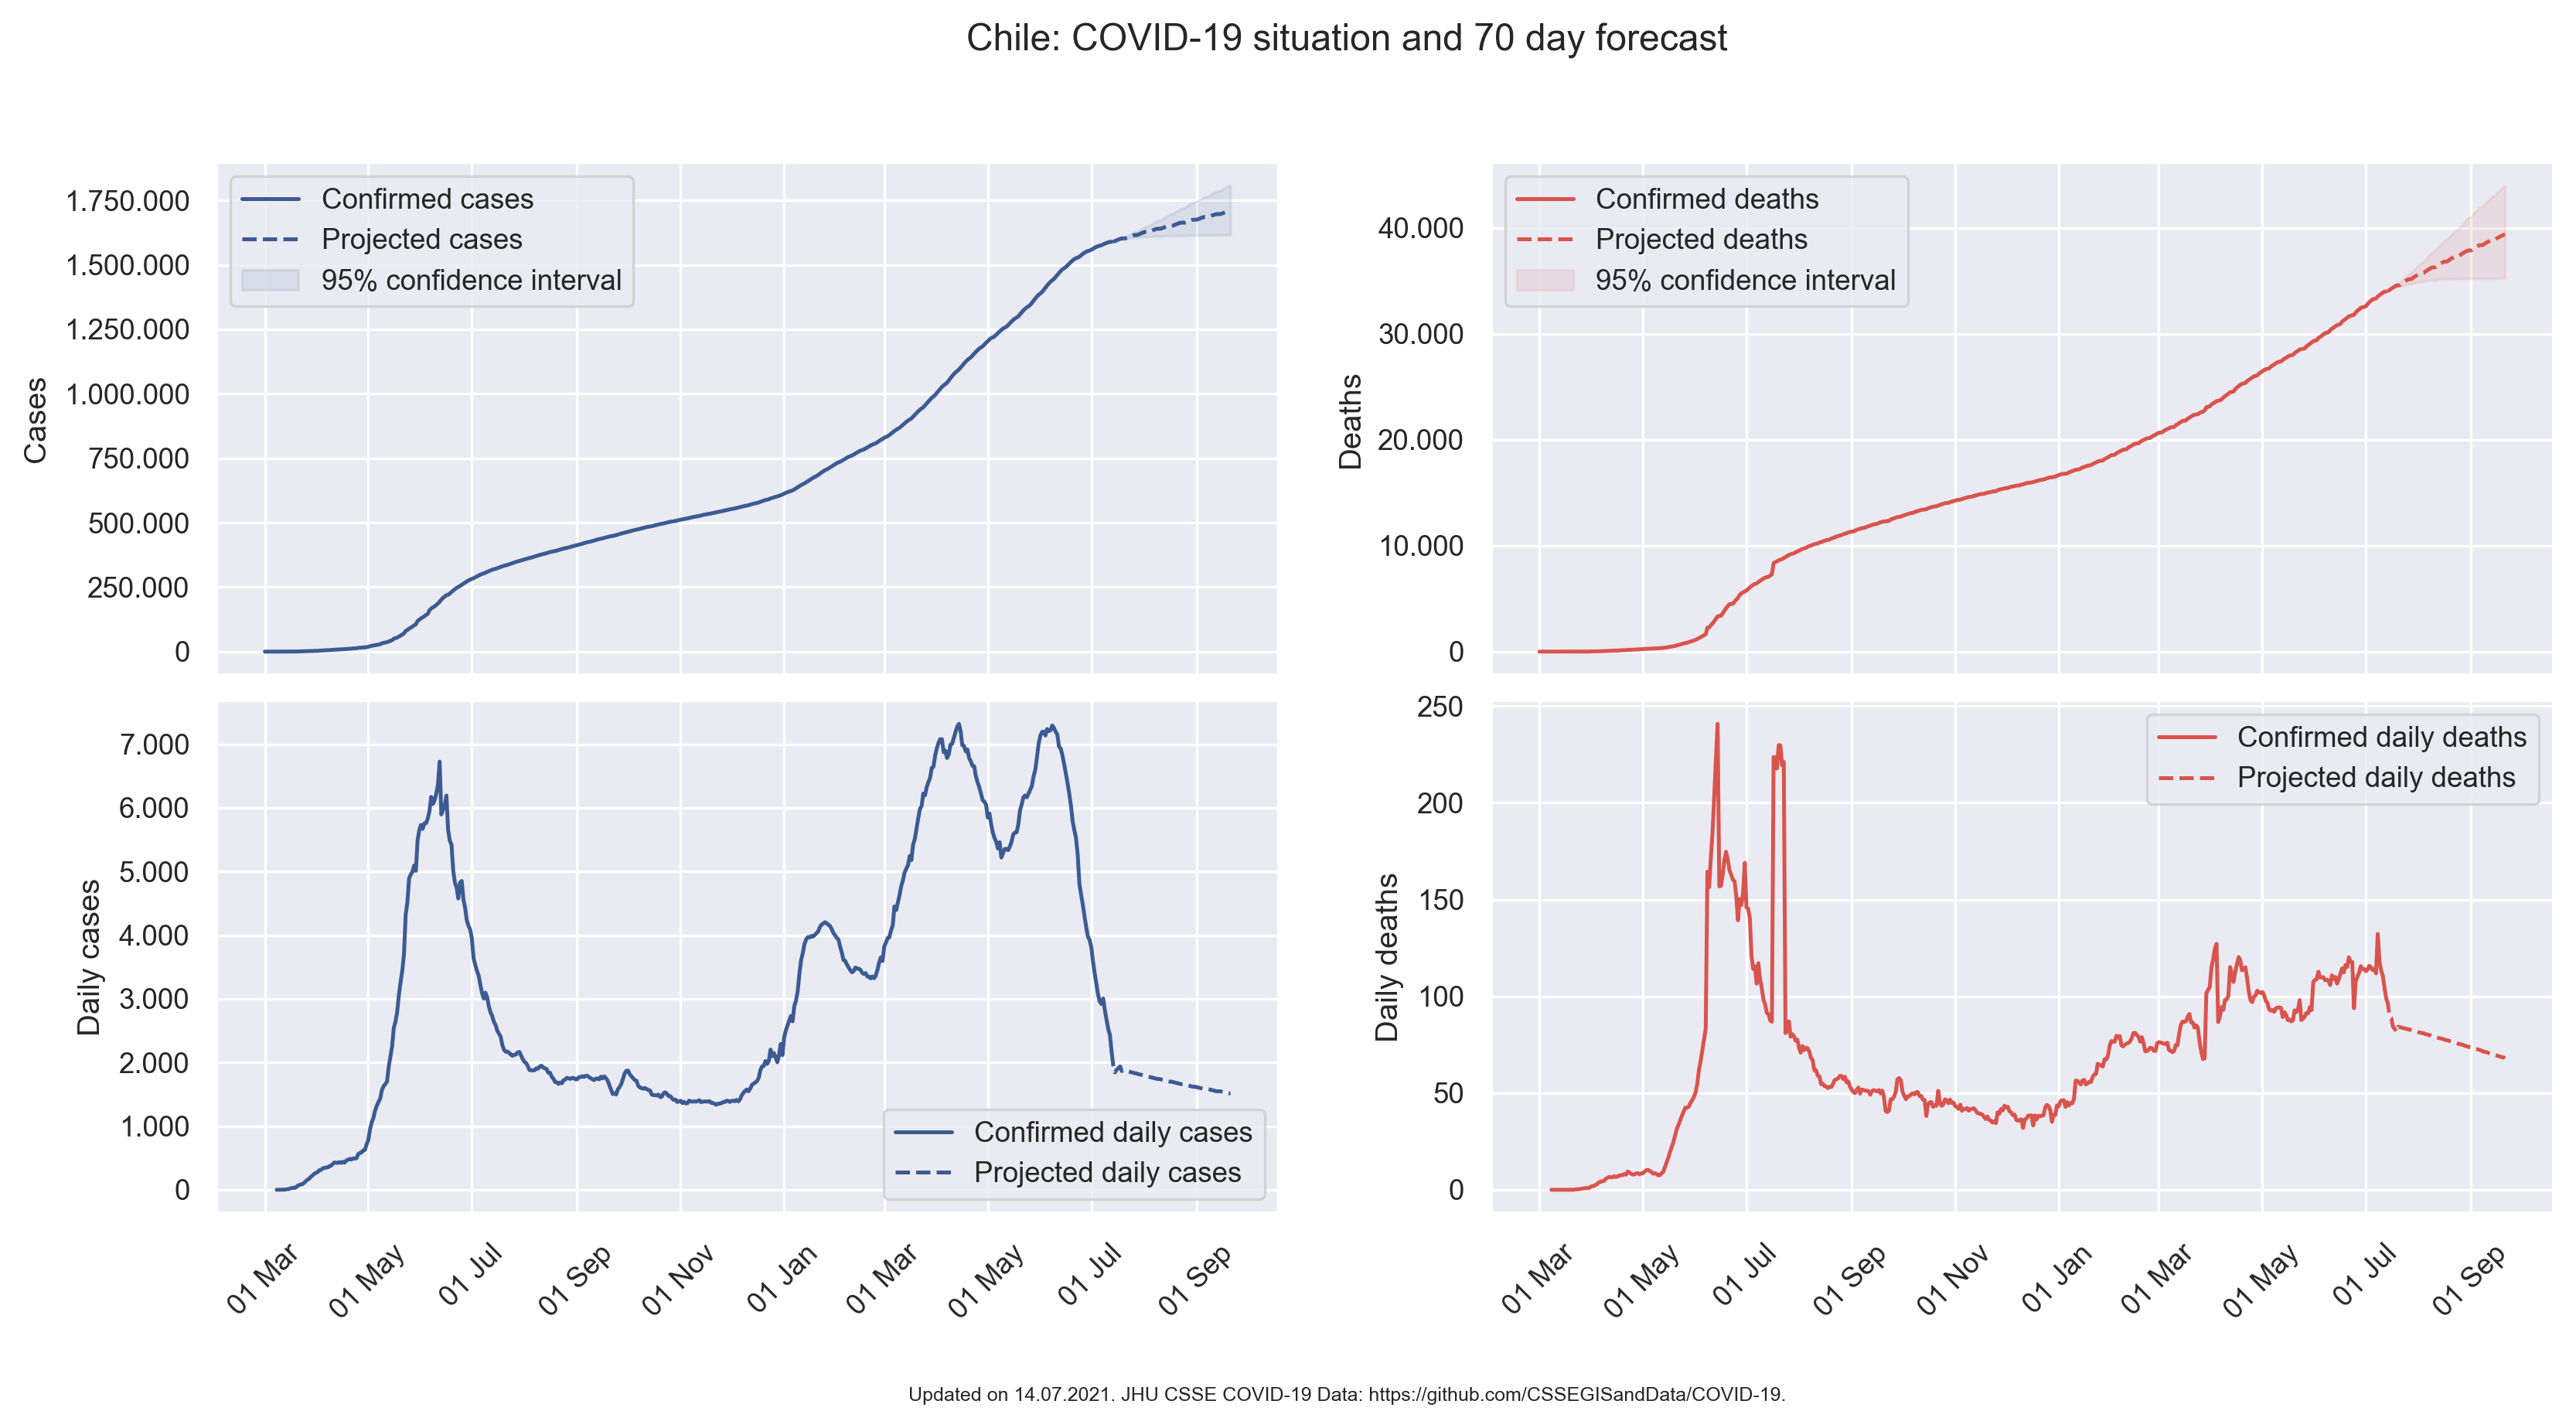 Chile: COVID-19 situation and 70 day forecast
Confirmed cases
Projected cases
95% confidence interval
1.750.000
1.500.000
1.250.000
1.000.000
750.000
500.000
250.000
0
Cases
Confirmed deaths
Projected deaths
95% confidence interval
40.000
30.000
20.000
10.000
0
Deaths
7.000
6.000
5.000
4.000
3.000
2.000
1.000
0
Daily cases
Confirmed daily cases
Projected daily cases
01 Mar
01 May
01 Jul
01 Sep
01 Nov
01 Jan
01 Mar
01 May
01 Jul
01 Sep
250
200
150
100
50
0
Daily deaths
Confirmed daily deaths
Projected daily deaths
01 Mar
01 May
01 Jul
01 Sep
01 Nov
01 Jan
01 Mar
01 May
01 Jul
01 Sep
Updated on 14.07.2021. JHU CSSE COVID-19 Data: https://github.com/CSSEGISandData/COVID-19.